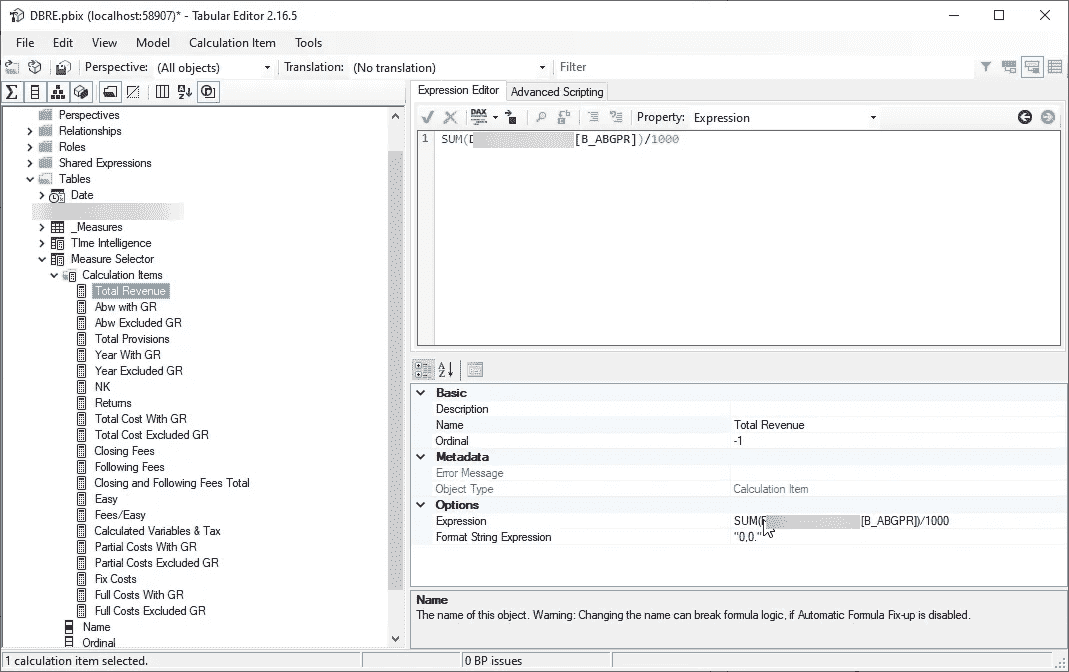 DBRE.pbix (localhost:58907)* - Tabular Editor 2.16.5
File Edit View Model Calculation Item Tools
Perspective: (All objects) Translation: (No translation) Filter
Perspectives
Relationships
Roles
Shared Expressions
Tables
Date
_Measures
TIme Intelligence
Measure Selector
Calculation Items
Total Revenue
Abw with GR
Abw Excluded GR
Total Provisions
Year With GR
Year Excluded GR
NK
Returns
Total Cost With GR
Total Cost Excluded GR
Closing Fees
Following Fees
Closing and Following Fees Total
Easy
Fees/Easy
Calculated Variables & Tax
Partial Costs With GR
Partial Costs Excluded GR
Fix Costs
Full Costs With GR
Full Costs Excluded GR
Name
Ordinal
Expression Editor Advanced Scripting
DAX Property: Expression
1 SUM( [B_ABGPR])/1000
Basic
Description
Name Total Revenue
Ordinal -1
Metadata
Error Message
Object Type Calculation Item
Options
Expression SUM( [B_ABGPR])/1000
Format String Expression "0,0."
Name
The name of this object. Warning: Changing the name can break formula logic, if Automatic Formula Fix-up is disabled.
1 calculation item selected. 0 BP issues